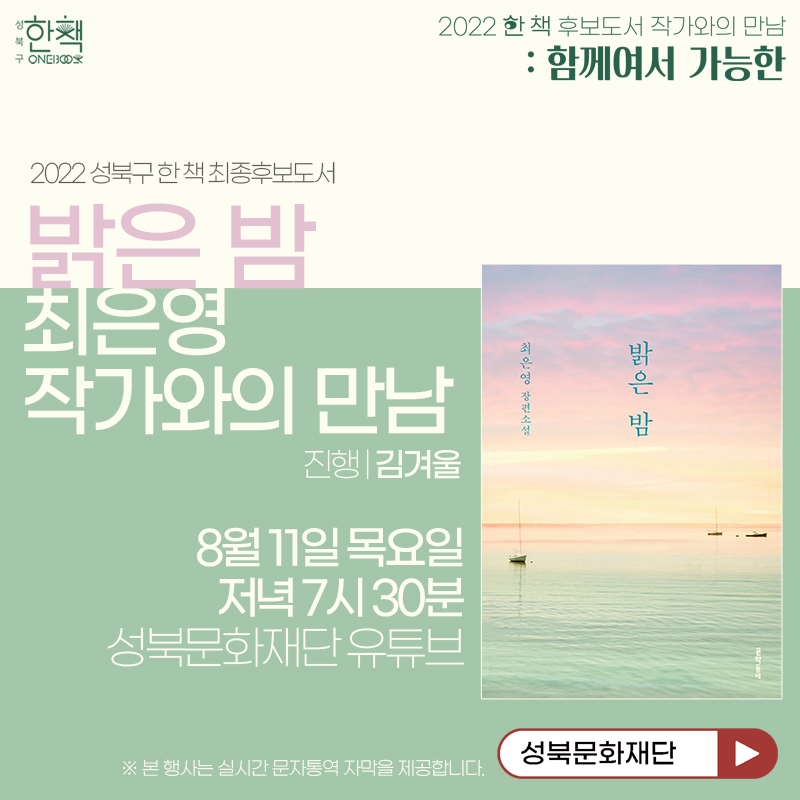 성북구
한책
ONEBOOK
2022 한 책 후보도서 작가와의 만남
: 함께여서 가능한
2022 성북구 한 책 최종후보도서
밝은 밤
최은영
작가와의 만남
진행 | 김겨울
8월 11일 목요일
저녁 7시 30분
성북문화재단 유튜브
밝은 밤
최은영 장편소설
문학동네
성북문화재단
※ 본 행사는 실시간 문자통역 자막을 제공합니다.